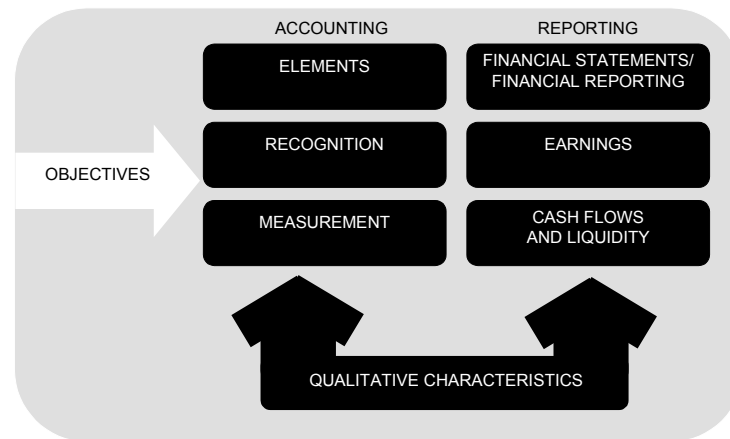 ACCOUNTING
REPORTING
ELEMENTS
FINANCIAL STATEMENTS/
FINANCIAL REPORTING
RECOGNITION
EARNINGS
OBJECTIVES
MEASUREMENT
CASH FLOWS
AND LIQUIDITY
QUALITATIVE CHARACTERISTICS